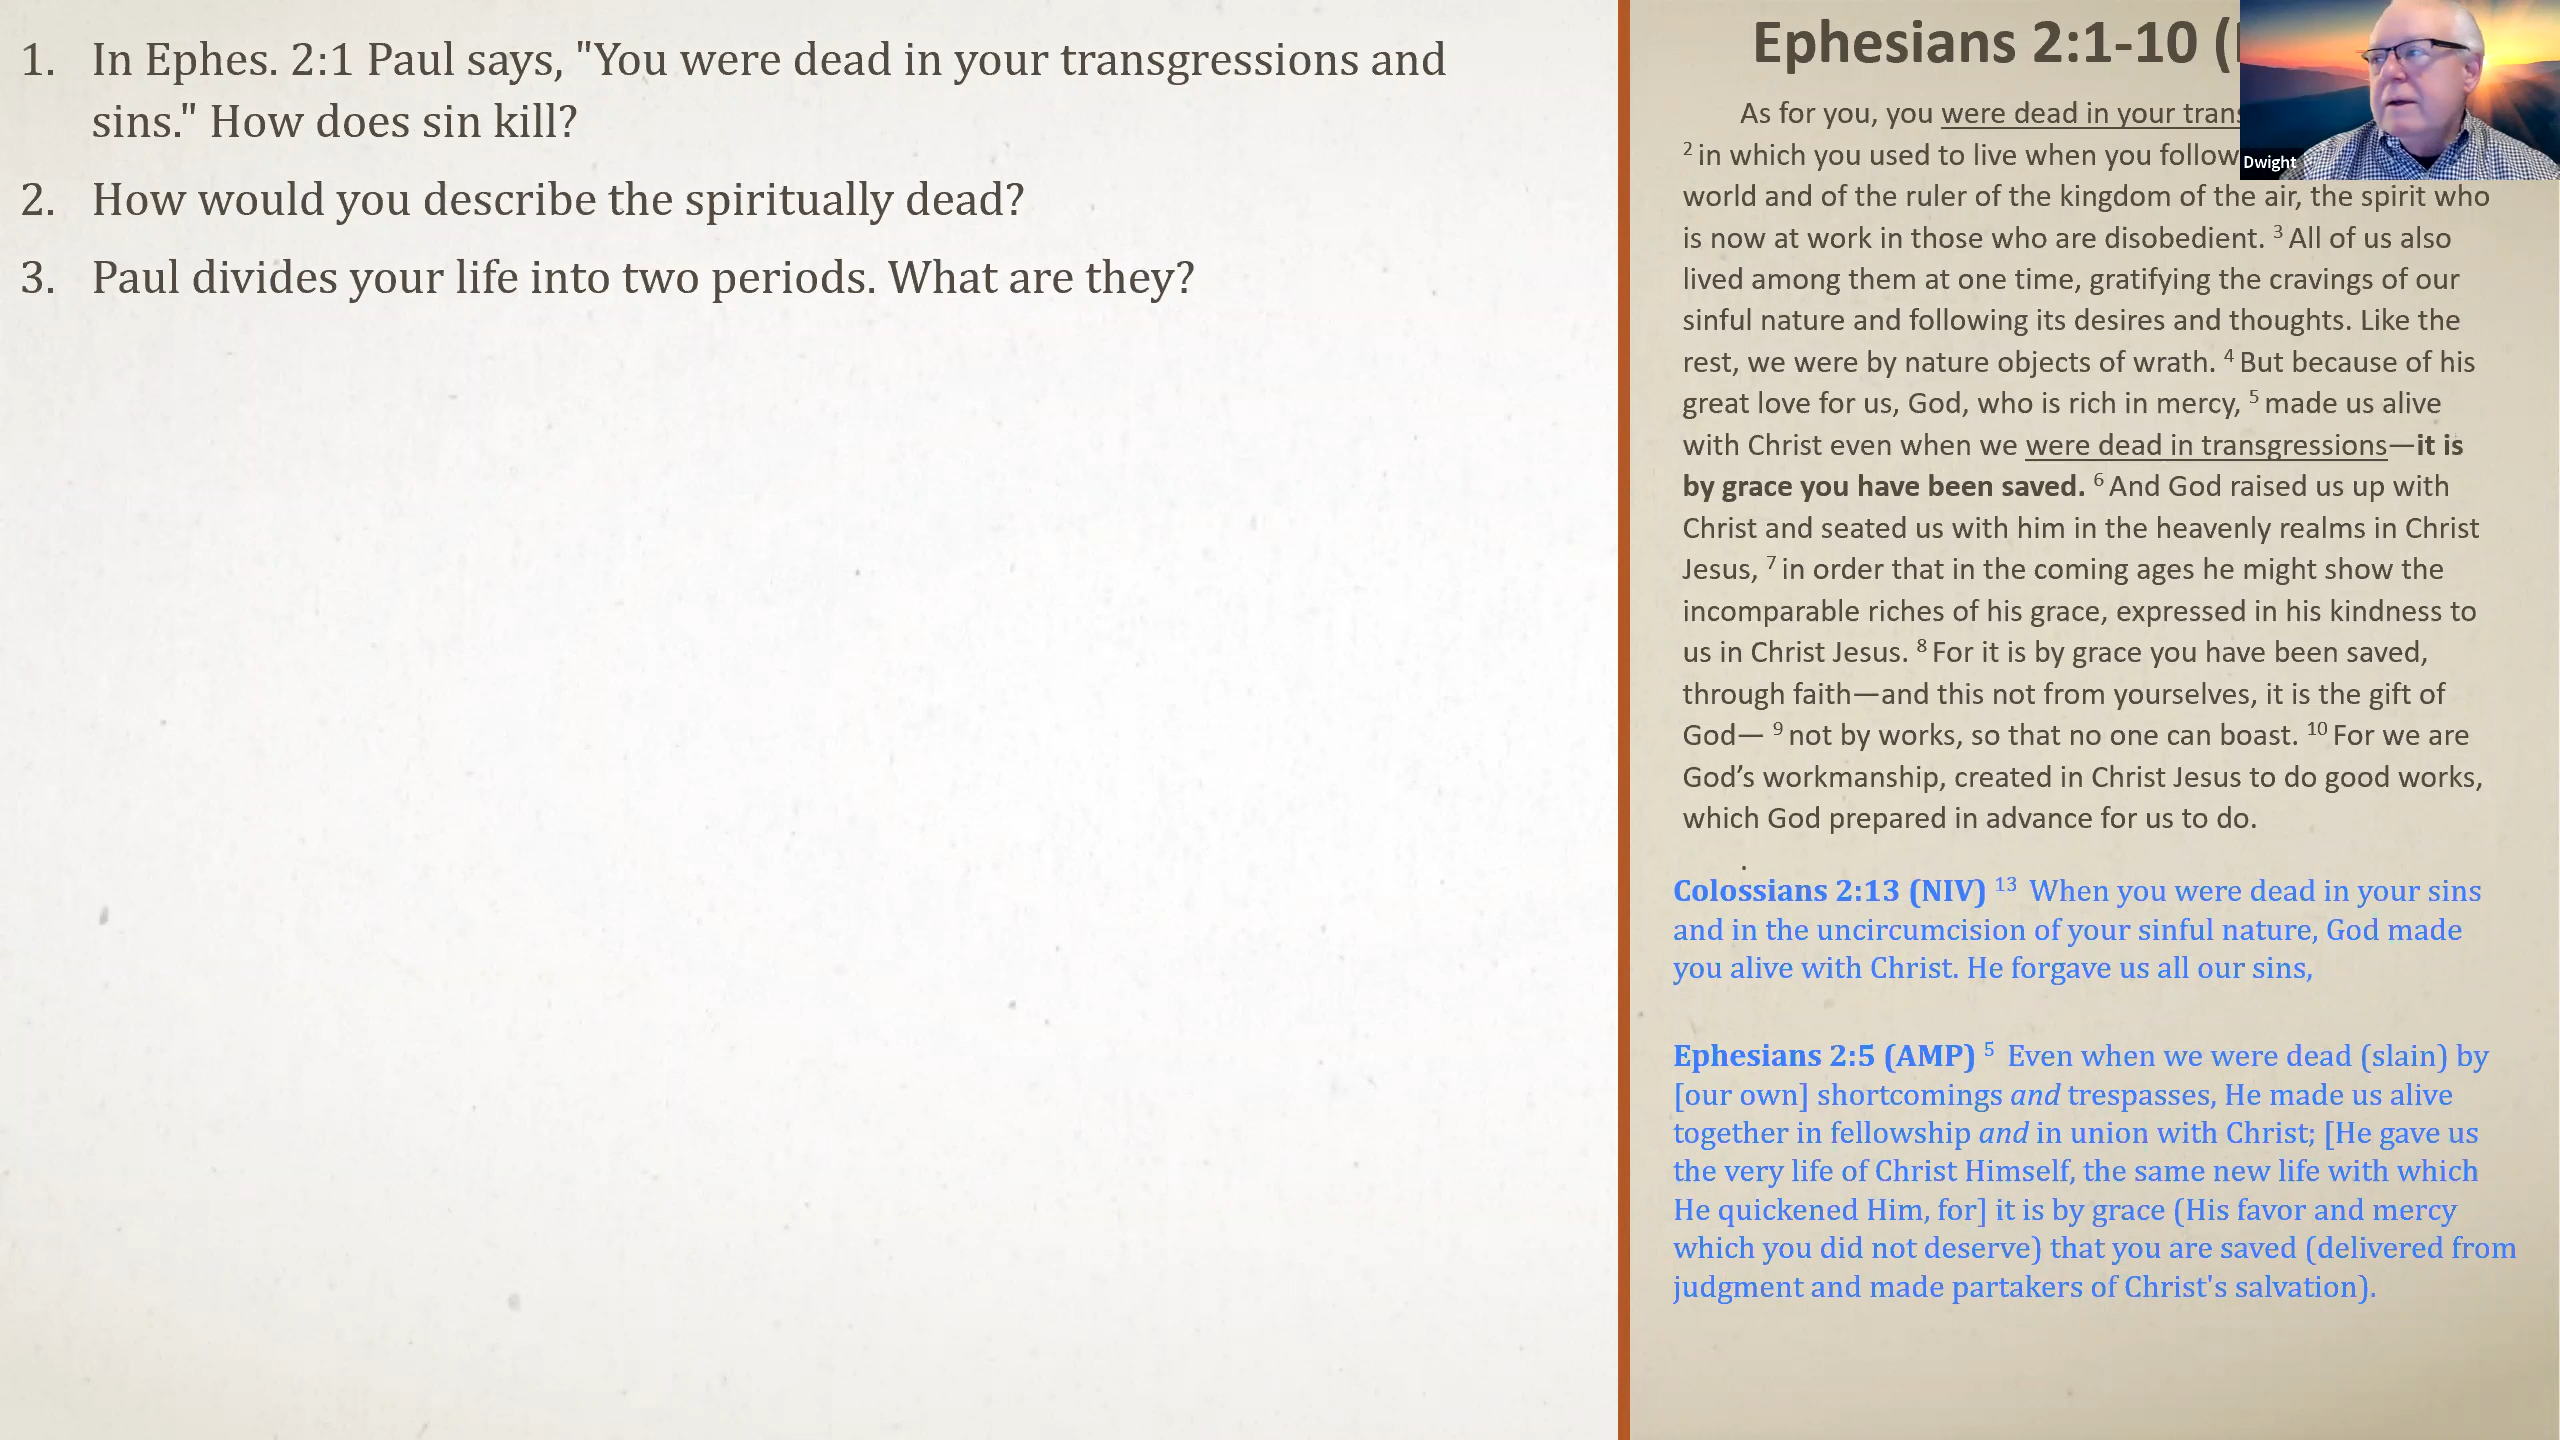 1. In Ephes. 2:1 Paul says, "You were dead in your transgressions and
sins." How does sin kill?
2. How would you describe the spiritually dead?
3. Paul divides your life into two periods. What are they?
Ephesians 2:1-10 (
As for you, you were dead in your
2 in which you used to live when you
world and of the ruler of the kingdom of the air, the spirit who
is now at work in those who are disobedient. 3 All of us also
lived among them at one time, gratifying the cravings of our
sinful nature and following its desires and thoughts. Like the
rest, we were by nature objects of wrath. 4 But because of his
great love for us, God, who is rich in mercy, 5 made us alive
with Christ even when we were dead in transgressions—it is
by grace you have been saved. 6 And God raised us up with
Christ and seated us with him in the heavenly realms in Christ
Jesus, 7 in order that in the coming ages he might show the
incomparable riches of his grace, expressed in his kindness to
us in Christ Jesus. 8 For it is by grace you have been saved,
through faith—and this not from yourselves, it is the gift of
God— 9 not by works, so that no one can boast. 10 For we are
God’s workmanship, created in Christ Jesus to do good works,
which God prepared in advance for us to do.
.
Colossians 2:13 (NIV) 13 When you were dead in your sins
and in the uncircumcision of your sinful nature, God made
you alive with Christ. He forgave us all our sins,
Ephesians 2:5 (AMP) 5 Even when we were dead (slain) by
[our own] shortcomings and trespasses, He made us alive
together in fellowship and in union with Christ; [He gave us
the very life of Christ Himself, the same new life with which
He quickened Him, for] it is by grace (His favor and mercy
which you did not deserve) that you are saved (delivered from
judgment and made partakers of Christ's salvation).
Dwight